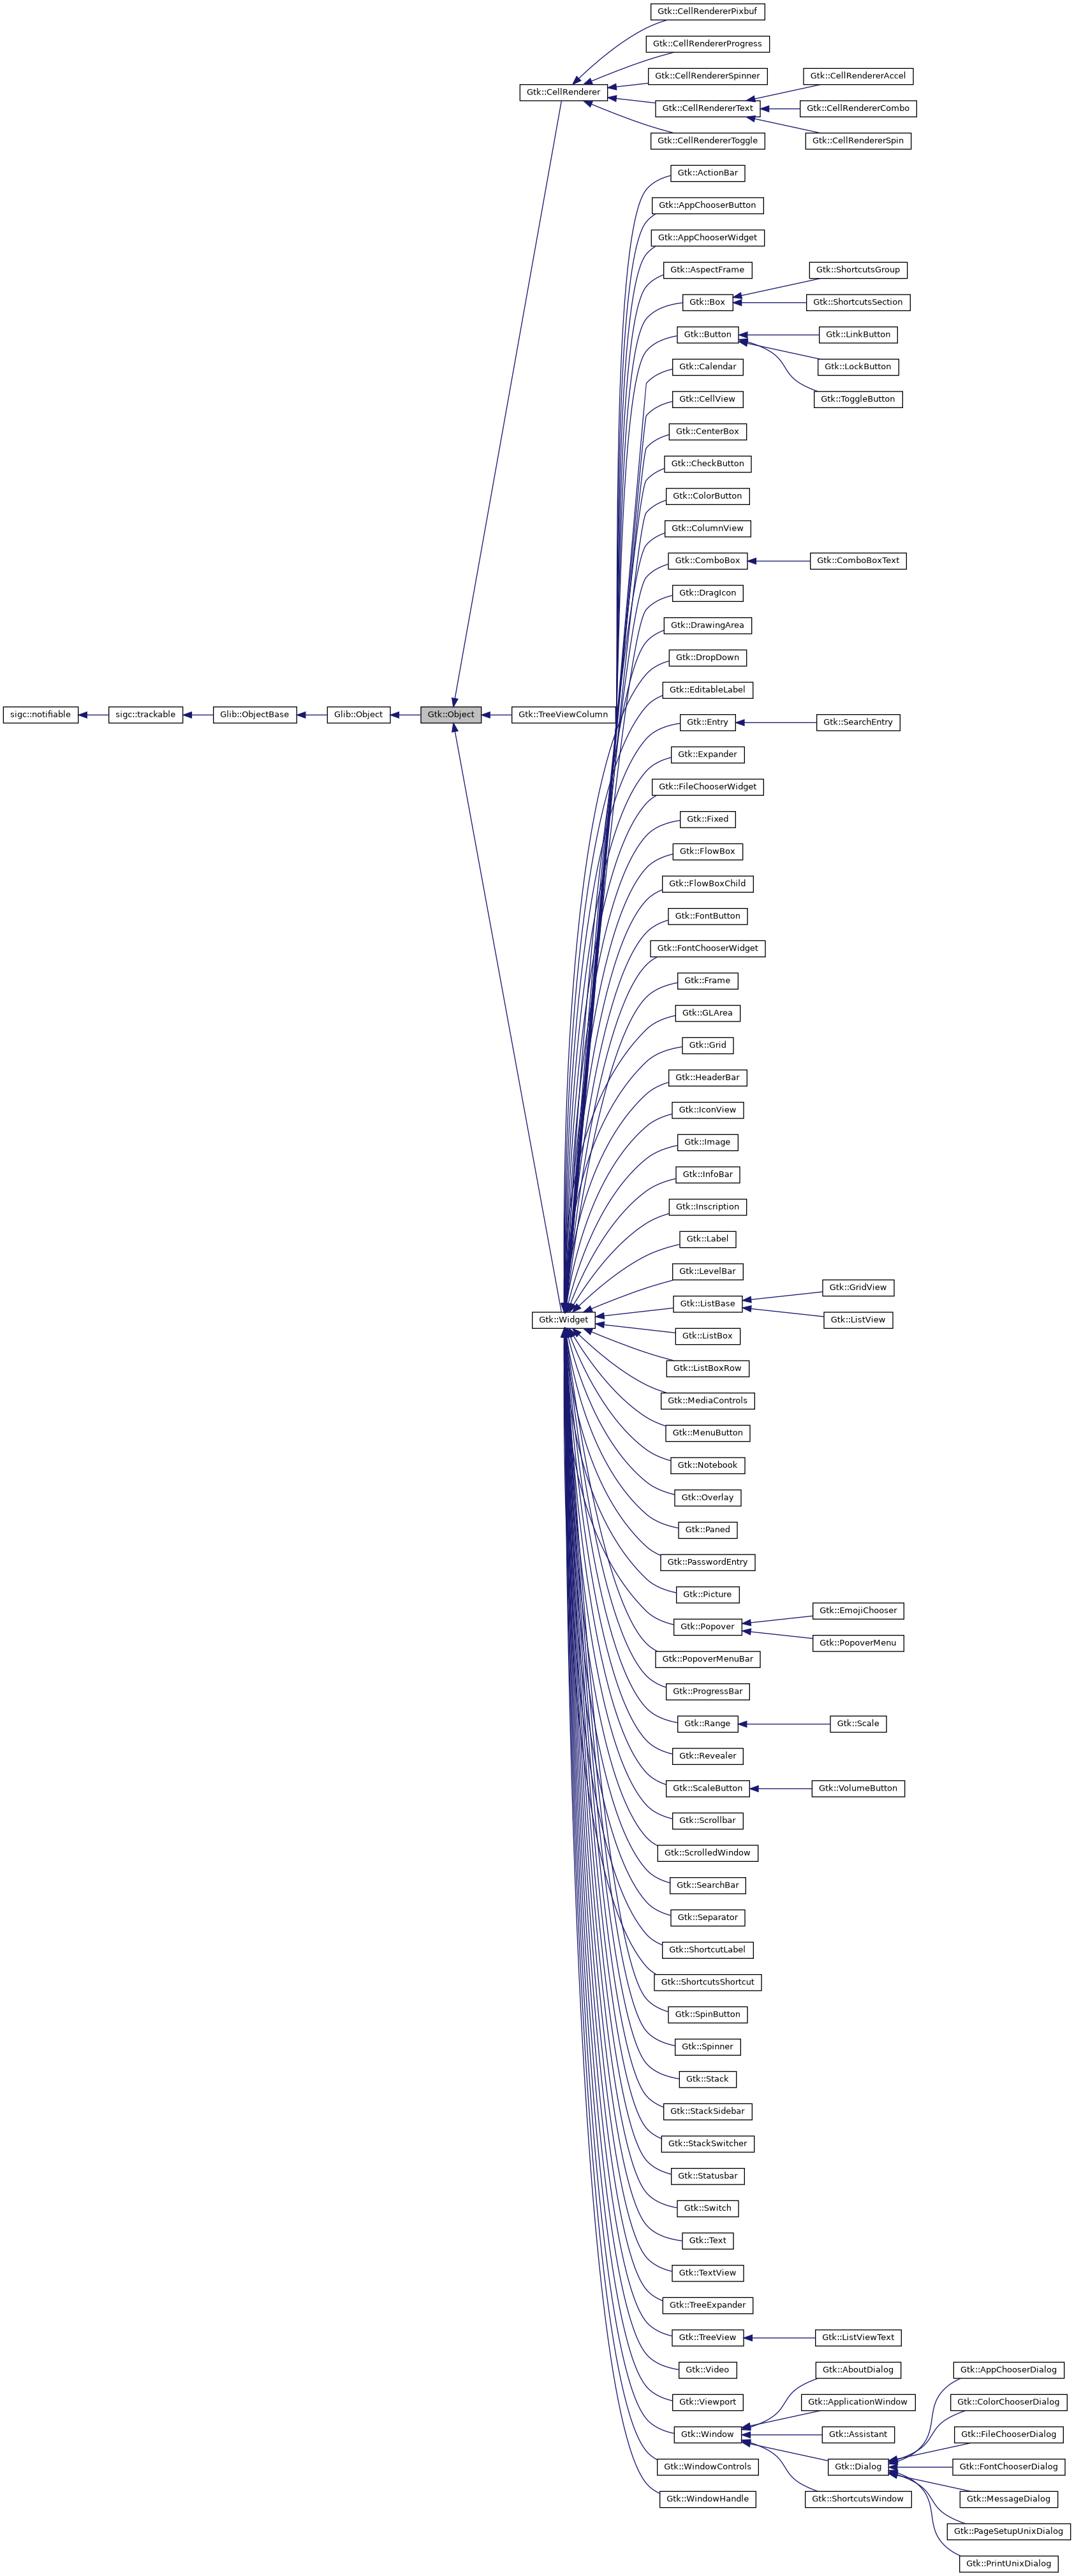 Gtk::CellRendererPixbuf
Gtk::CellRendererProgress
Gtk::CellRendererSpinner
Gtk::CellRendererAccel
Gtk::CellRenderer
Gtk::CellRendererText
Gtk::CellRendererCombo
Gtk::CellRendererToggle
Gtk::CellRendererSpin
Gtk::ActionBar
Gtk::AppChooserButton
Gtk::AppChooserWidget
Gtk::AspectFrame
Gtk::ShortcutsGroup
Gtk::Box
Gtk::ShortcutsSection
Gtk::Button
Gtk::LinkButton
Gtk::Calendar
Gtk::LockButton
Gtk::CellView
Gtk::ToggleButton
Gtk::CenterBox
Gtk::CheckButton
Gtk::ColorButton
Gtk::ColumnView
Gtk::ComboBox
Gtk::ComboBoxText
Gtk::DragIcon
Gtk::DrawingArea
Gtk::DropDown
Gtk::EditableLabel
sigc::notifiable
sigc::trackable
Glib::ObjectBase
Glib::Object
Gtk::Object
Gtk::TreeViewColumn
Gtk::Entry
Gtk::SearchEntry
Gtk::Expander
Gtk::FileChooserWidget
Gtk::Fixed
Gtk::FlowBox
Gtk::FlowBoxChild
Gtk::FontButton
Gtk::FontChooserWidget
Gtk::Frame
Gtk::GLArea
Gtk::Grid
Gtk::HeaderBar
Gtk::IconView
Gtk::Image
Gtk::InfoBar
Gtk::Inscription
Gtk::Label
Gtk::LevelBar
Gtk::GridView
Gtk::ListBase
Gtk::Widget
Gtk::ListView
Gtk::ListBox
Gtk::ListBoxRow
Gtk::MediaControls
Gtk::MenuButton
Gtk::Notebook
Gtk::Overlay
Gtk::Paned
Gtk::PasswordEntry
Gtk::Picture
Gtk::EmojiChooser
Gtk::Popover
Gtk::PopoverMenu
Gtk::PopoverMenuBar
Gtk::ProgressBar
Gtk::Range
Gtk::Scale
Gtk::Revealer
Gtk::ScaleButton
Gtk::VolumeButton
Gtk::Scrollbar
Gtk::ScrolledWindow
Gtk::SearchBar
Gtk::Separator
Gtk::ShortcutLabel
Gtk::ShortcutsShortcut
Gtk::SpinButton
Gtk::Spinner
Gtk::Stack
Gtk::StackSidebar
Gtk::StackSwitcher
Gtk::Statusbar
Gtk::Switch
Gtk::Text
Gtk::TextView
Gtk::TreeExpander
Gtk::TreeView
Gtk::ListViewText
Gtk::Video
Gtk::AboutDialog
Gtk::AppChooserDialog
Gtk::Viewport
Gtk::ApplicationWindow
Gtk::ColorChooserDialog
Gtk::Window
Gtk::Assistant
Gtk::FileChooserDialog
Gtk::WindowControls
Gtk::Dialog
Gtk::FontChooserDialog
Gtk::WindowHandle
Gtk::ShortcutsWindow
Gtk::MessageDialog
Gtk::PageSetupUnixDialog
Gtk::PrintUnixDialog